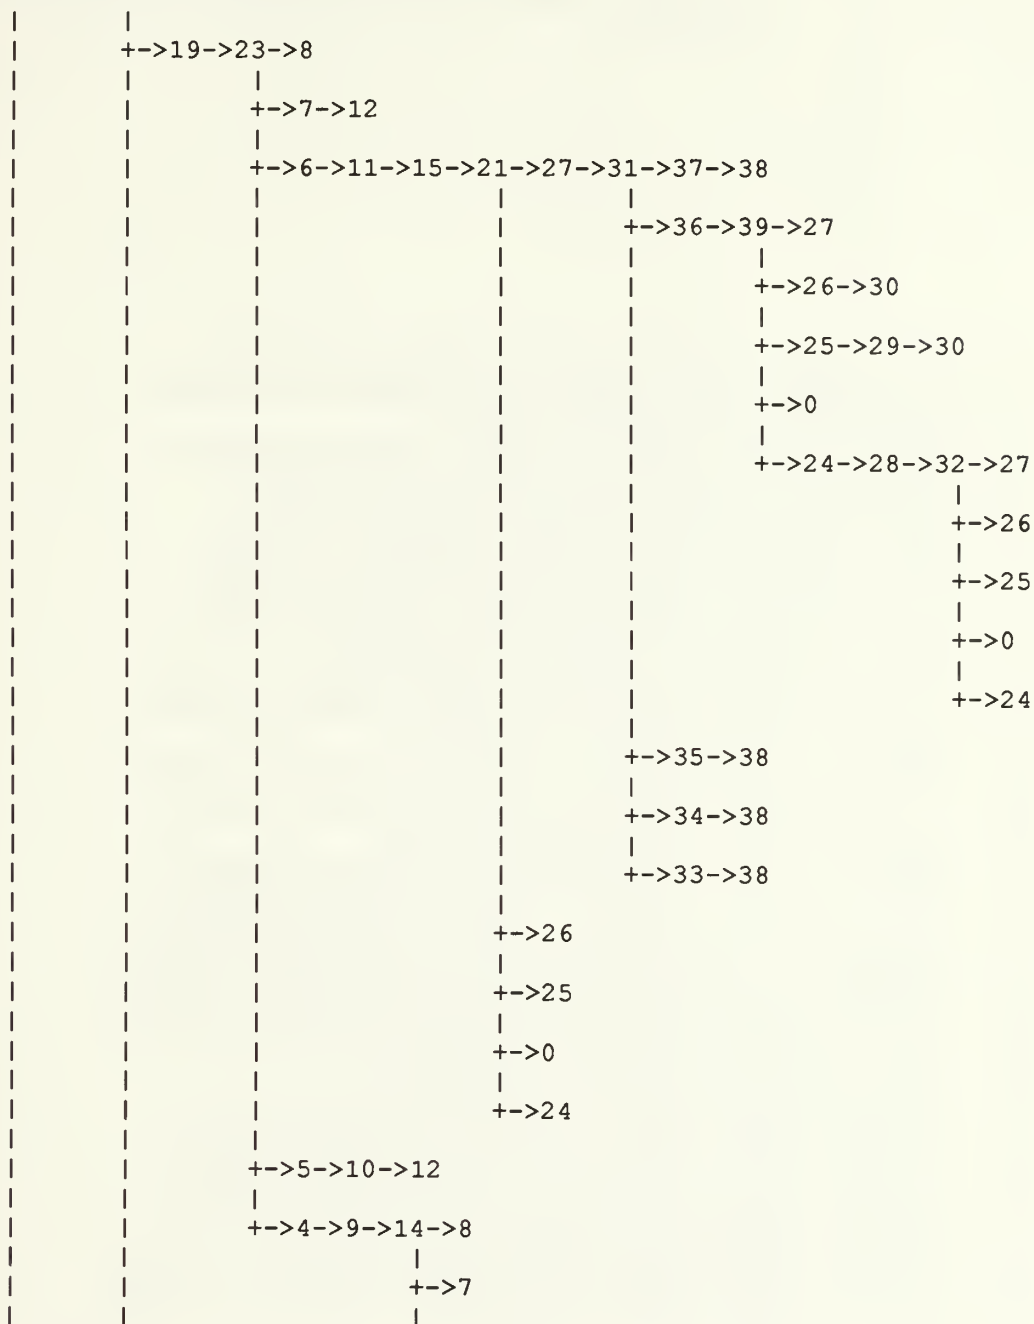 |        |
|        +->19->23->8
|        |         |
|        |         +->7->12
|        |         |
|        |         +->6->11->15->21->27->31->37->38
|        |         |                  |         |
|        |         |                  |         +->36->39->27
|        |         |                  |         |         |
|        |         |                  |         |         +->26->30
|        |         |                  |         |         |
|        |         |                  |         |         +->25->29->30
|        |         |                  |         |         |
|        |         |                  |         |         +->0
|        |         |                  |         |         |
|        |         |                  |         |         +->24->28->32->27
|        |         |                  |         |                        |
|        |         |                  |         |                        +->26
|        |         |                  |         |                        |
|        |         |                  |         |                        +->25
|        |         |                  |         |                        |
|        |         |                  |         |                        +->0
|        |         |                  |         |                        |
|        |         |                  |         |                        +->24
|        |         |                  |         |
|        |         |                  |         +->35->38
|        |         |                  |         |
|        |         |                  |         +->34->38
|        |         |                  |         |
|        |         |                  |         +->33->38
|        |         |                  |
|        |         |                  +->26
|        |         |                  |
|        |         |                  +->25
|        |         |                  |
|        |         |                  +->0
|        |         |                  |
|        |         |                  +->24
|        |         |
|        |         +->5->10->12
|        |         |
|        |         +->4->9->14->8
|        |                     |
|        |                     +->7
|        |                     |